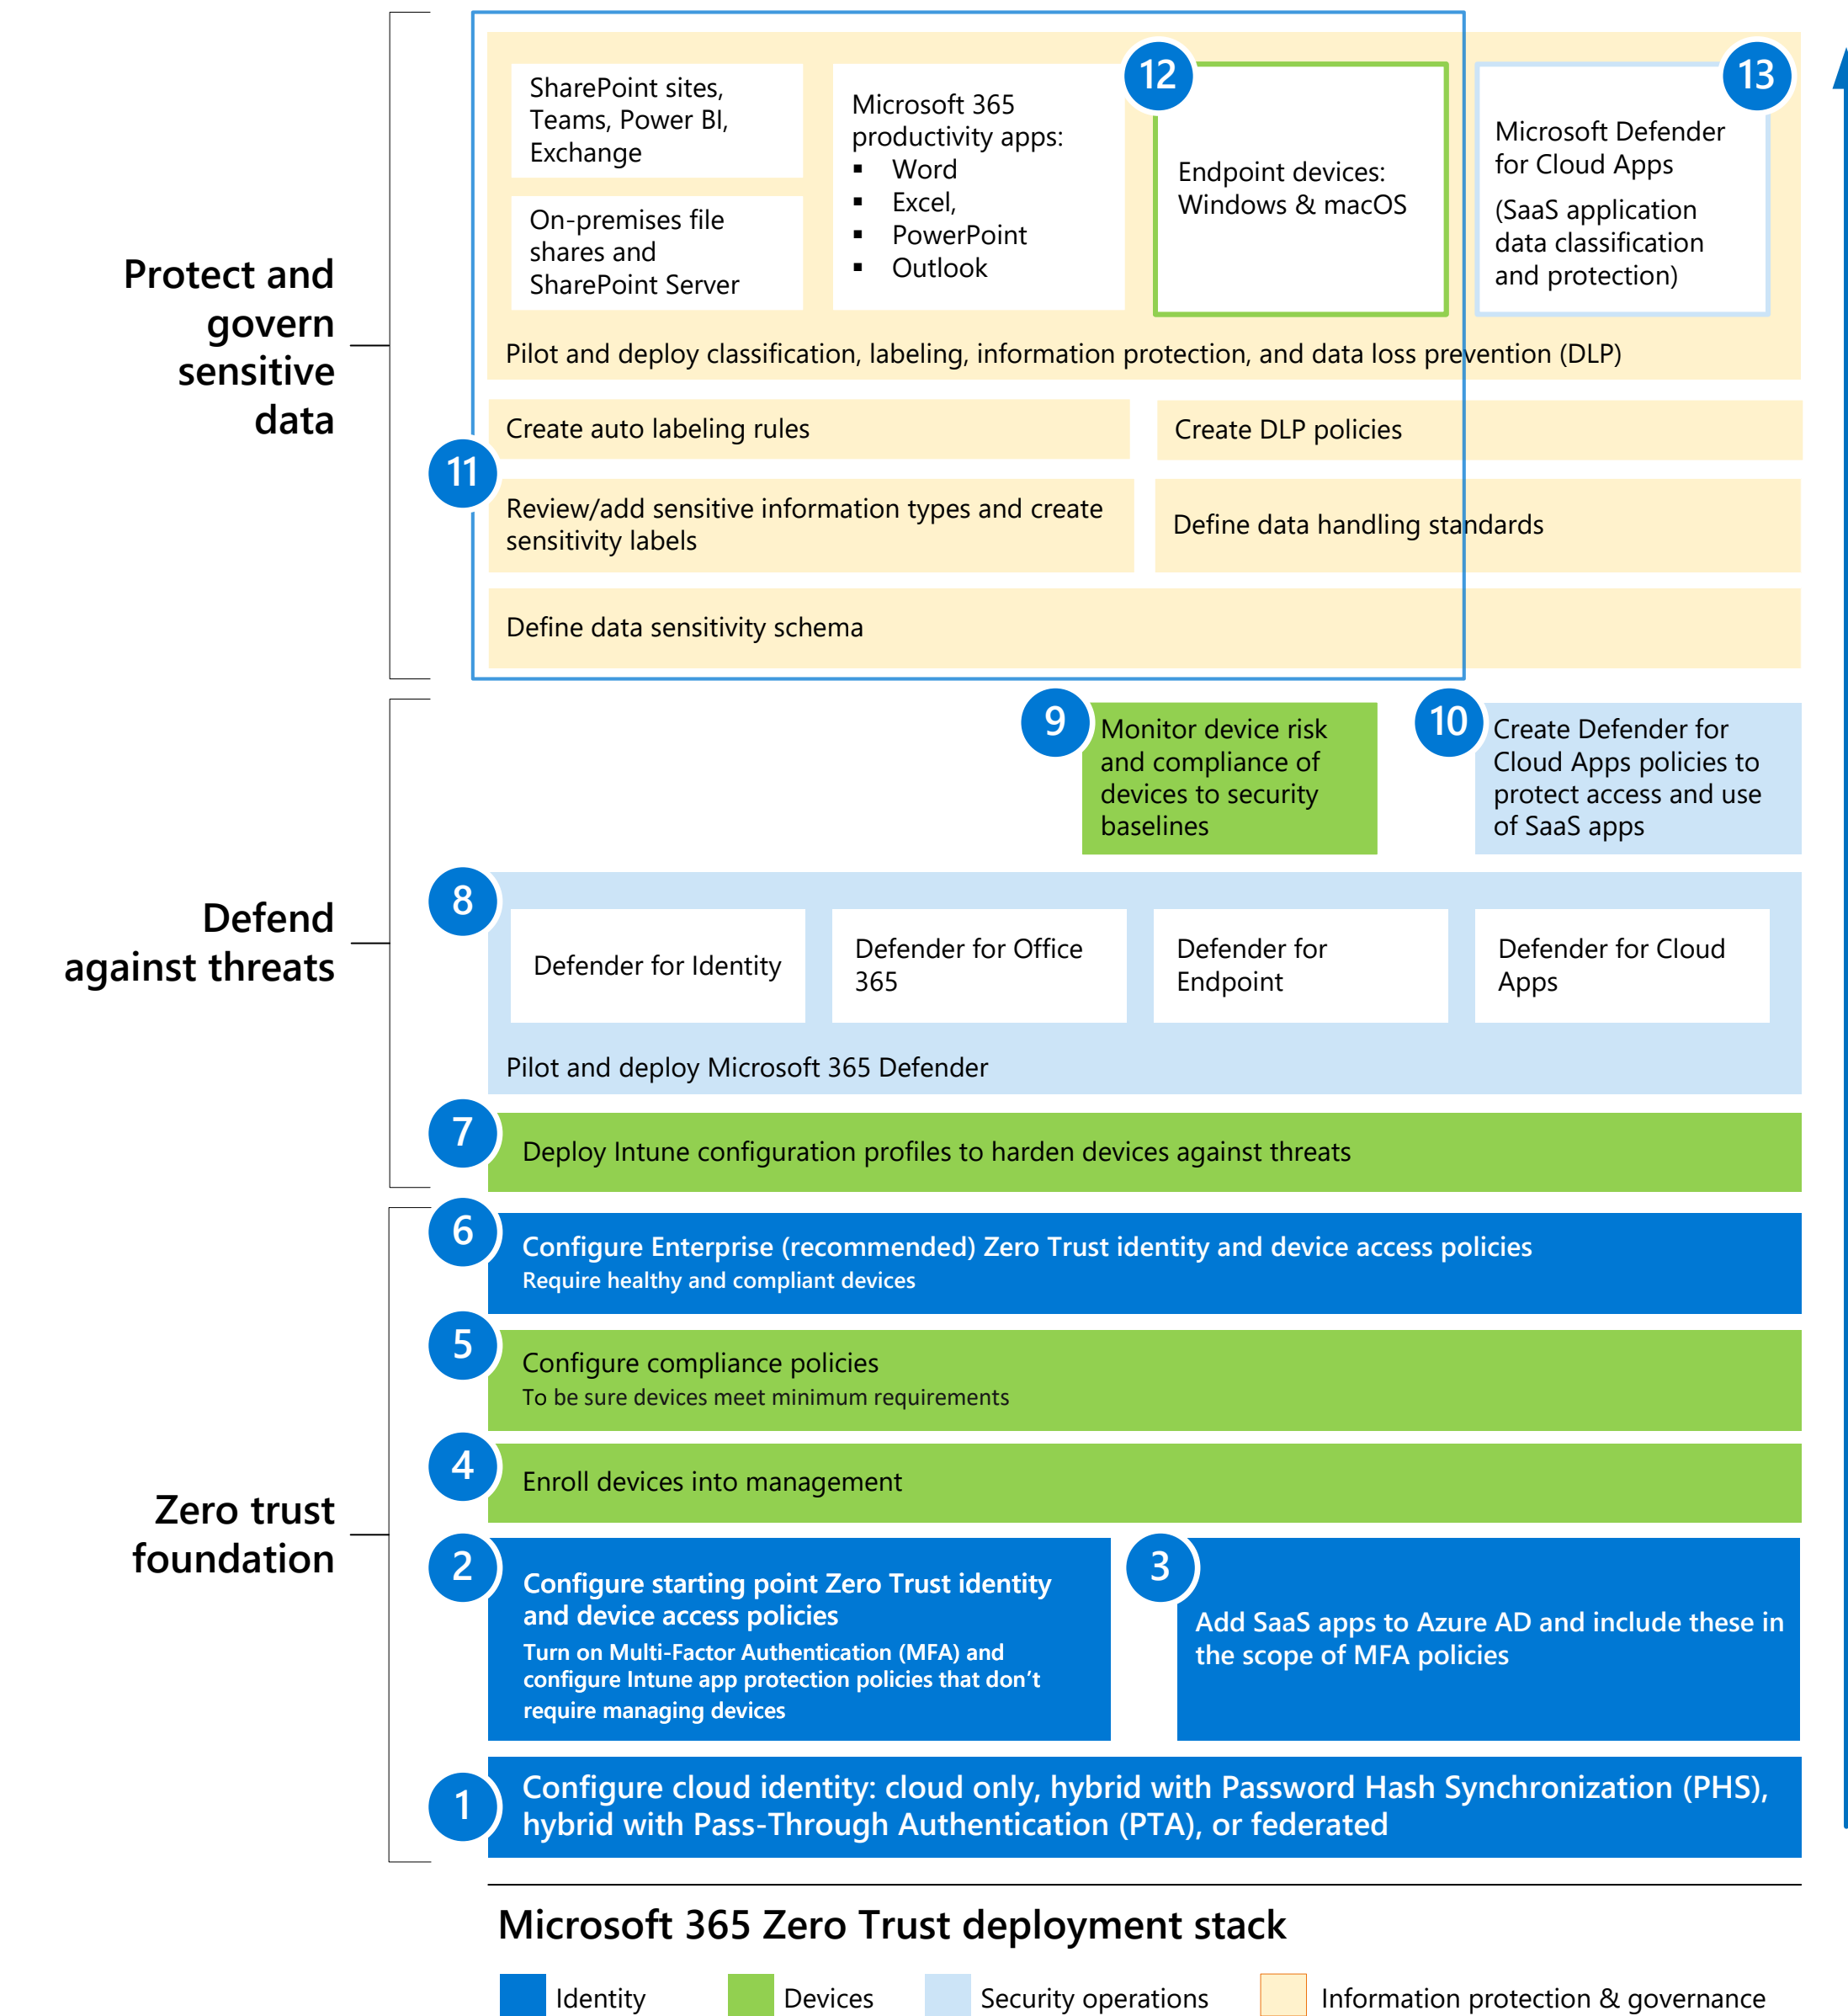 Protect and
govern
sensitive
data
SharePoint sites,
Teams, Power BI,
Exchange
On-premises file
shares and
SharePoint Server
Microsoft 365
productivity apps:
▪ Word
▪ Excel,
▪ PowerPoint
▪ Outlook
12
Endpoint devices:
Windows & macOS
13
Microsoft Defender
for Cloud Apps
(SaaS application
data classification
and protection)
Pilot and deploy classification, labeling, information protection, and data loss prevention (DLP)
Create auto labeling rules
Create DLP policies
11
Review/add sensitive information types and create
sensitivity labels
Define data handling standards
Define data sensitivity schema
Defend
against threats
9
Monitor device risk
and compliance of
devices to security
baselines
10
Create Defender for
Cloud Apps policies to
protect access and use
of SaaS apps
8
Defender for Identity
Defender for Office
365
Defender for
Endpoint
Defender for Cloud
Apps
Pilot and deploy Microsoft 365 Defender
7
Deploy Intune configuration profiles to harden devices against threats
Zero trust
foundation
6
Configure Enterprise (recommended) Zero Trust identity and device access policies
Require healthy and compliant devices
5
Configure compliance policies
To be sure devices meet minimum requirements
4
Enroll devices into management
2
Configure starting point Zero Trust identity
and device access policies
Turn on Multi-Factor Authentication (MFA) and
configure Intune app protection policies that don’t
require managing devices
3
Add SaaS apps to Azure AD and include these in
the scope of MFA policies
1
Configure cloud identity: cloud only, hybrid with Password Hash Synchronization (PHS),
hybrid with Pass-Through Authentication (PTA), or federated
Microsoft 365 Zero Trust deployment stack
Identity
Devices
Security operations
Information protection & governance